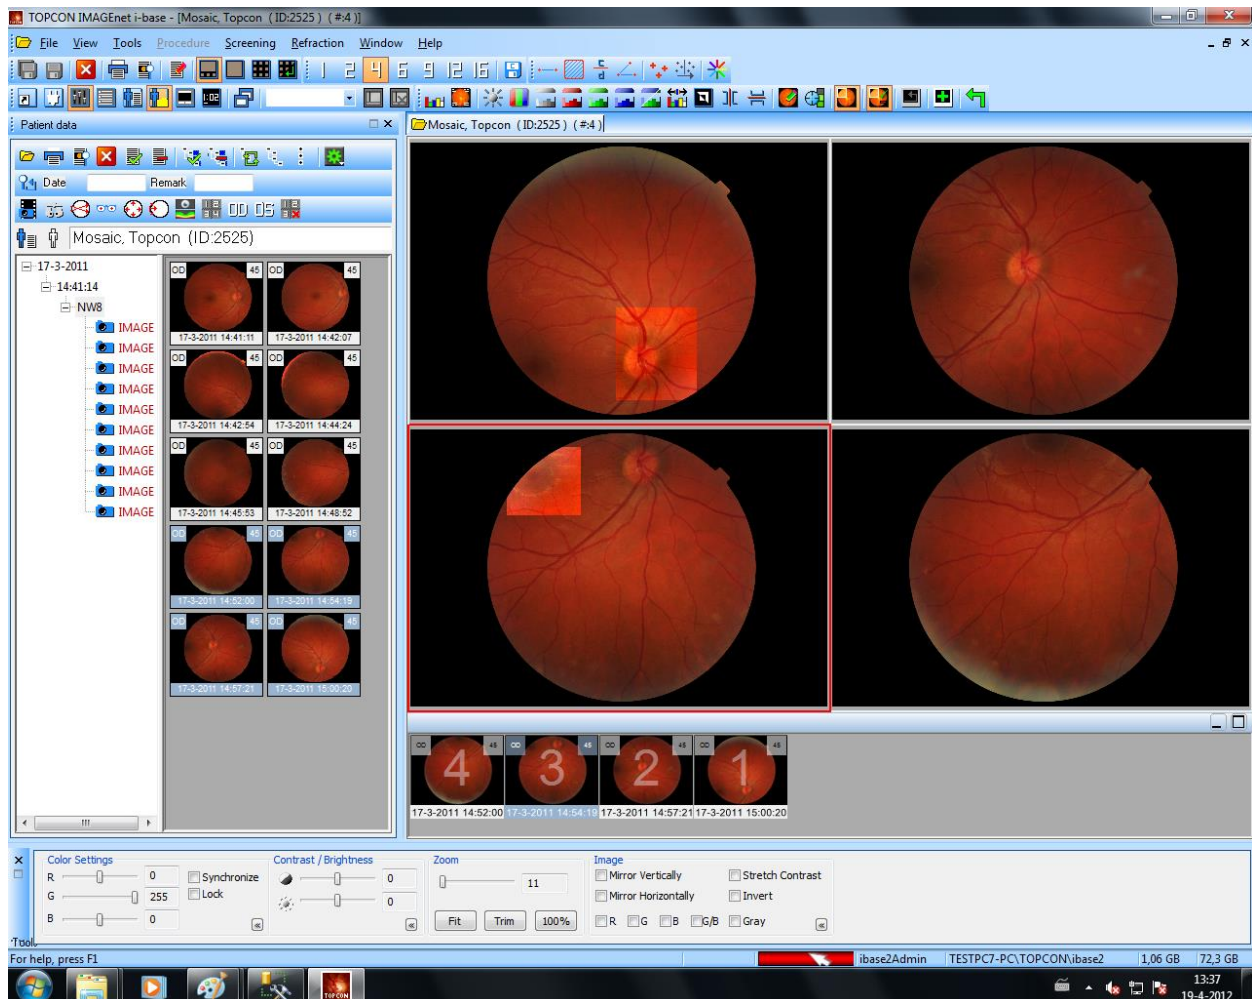 TOPCON IMAGEnet i-base - [Mosaic, Topcon (ID:2525) (#:4)]
File View Tools Procedure Screening Refraction Window Help
1 2 4 6 9 12 16
Patient data
Mosaic, Topcon (ID:2525) (#:4)
Date Remark
OD OS
Mosaic, Topcon (ID:2525)
17-3-2011
14:41:14
NW8
IMAGE
IMAGE
IMAGE
IMAGE
IMAGE
IMAGE
IMAGE
IMAGE
IMAGE
IMAGE
OD 45 OD 45
17-3-2011 14:41:11 17-3-2011 14:42:07
OD 45 OD 45
17-3-2011 14:42:54 17-3-2011 14:44:24
OD 45 OD 45
17-3-2011 14:45:53 17-3-2011 14:48:52
OD 45 OD 45
17-3-2011 14:52:00 17-3-2011 14:54:19
OD 45 OD 45
17-3-2011 14:57:21 17-3-2011 15:00:20
OD 45 OD 45 OD 45 OD 45
4 3 2 1
17-3-2011 14:52:00 17-3-2011 14:54:19 17-3-2011 14:57:21 17-3-2011 15:00:20
Color Settings
R 0 Synchronize
G 255 Lock
B 0
Contrast / Brightness
0
0
Zoom
11
Fit Trim 100%
Image
Mirror Vertically Stretch Contrast
Mirror Horizontally Invert
R G B G/B Gray
Tools
For help, press F1 ibase2Admin TESTPC7-PC\TOPCON\ibase2 1,06 GB 72,3 GB
TOPCON
13:37
19-4-2012